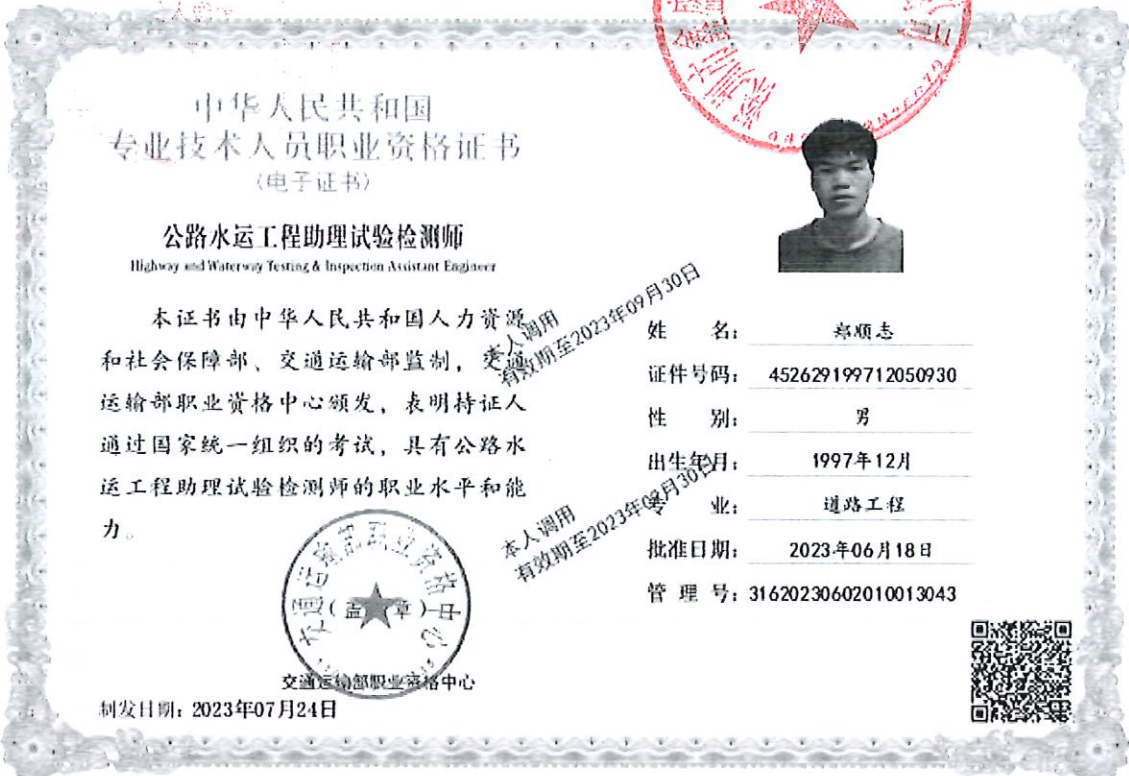 中华人民共和国
专业技术人员职业资格证书
（电子证书）
公路水运工程助理试验检测师
Highway and Waterway Testing & Inspection Assistant Engineer
本证书由中华人民共和国人力资源
和社会保障部、交通运输部监制，交通
运输部职业资格中心颁发，表明持证人
通过国家统一组织的考试，具有公路水
运工程助理试验检测师的职业水平和能
力。
交通运输部职业资格中心
（盖章）
交通运输部职业资格中心
制发日期：2023年07月24日
本人调用
有效期至2023年09月30日
本人调用
有效期至2023年09月30日
姓 名： 郑顺志
证件号码： 452629199712050930
性 别： 男
出生年月： 1997年12月
专 业： 道路工程
批准日期： 2023年06月18日
管 理 号：31620230602010013043